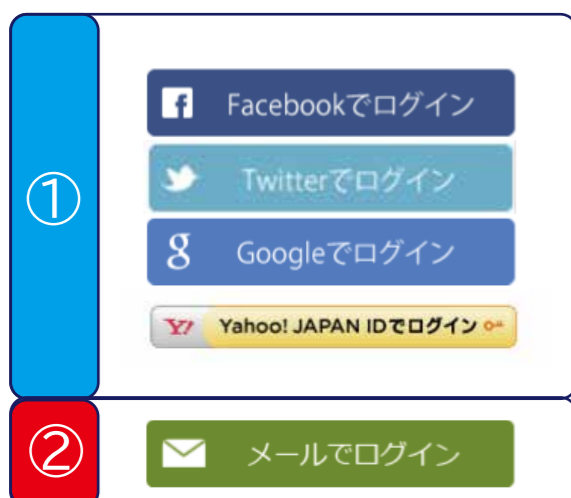 ①
Facebookでログイン
Twitterでログイン
Googleでログイン
Yahoo! JAPAN IDでログイン
②
メールでログイン